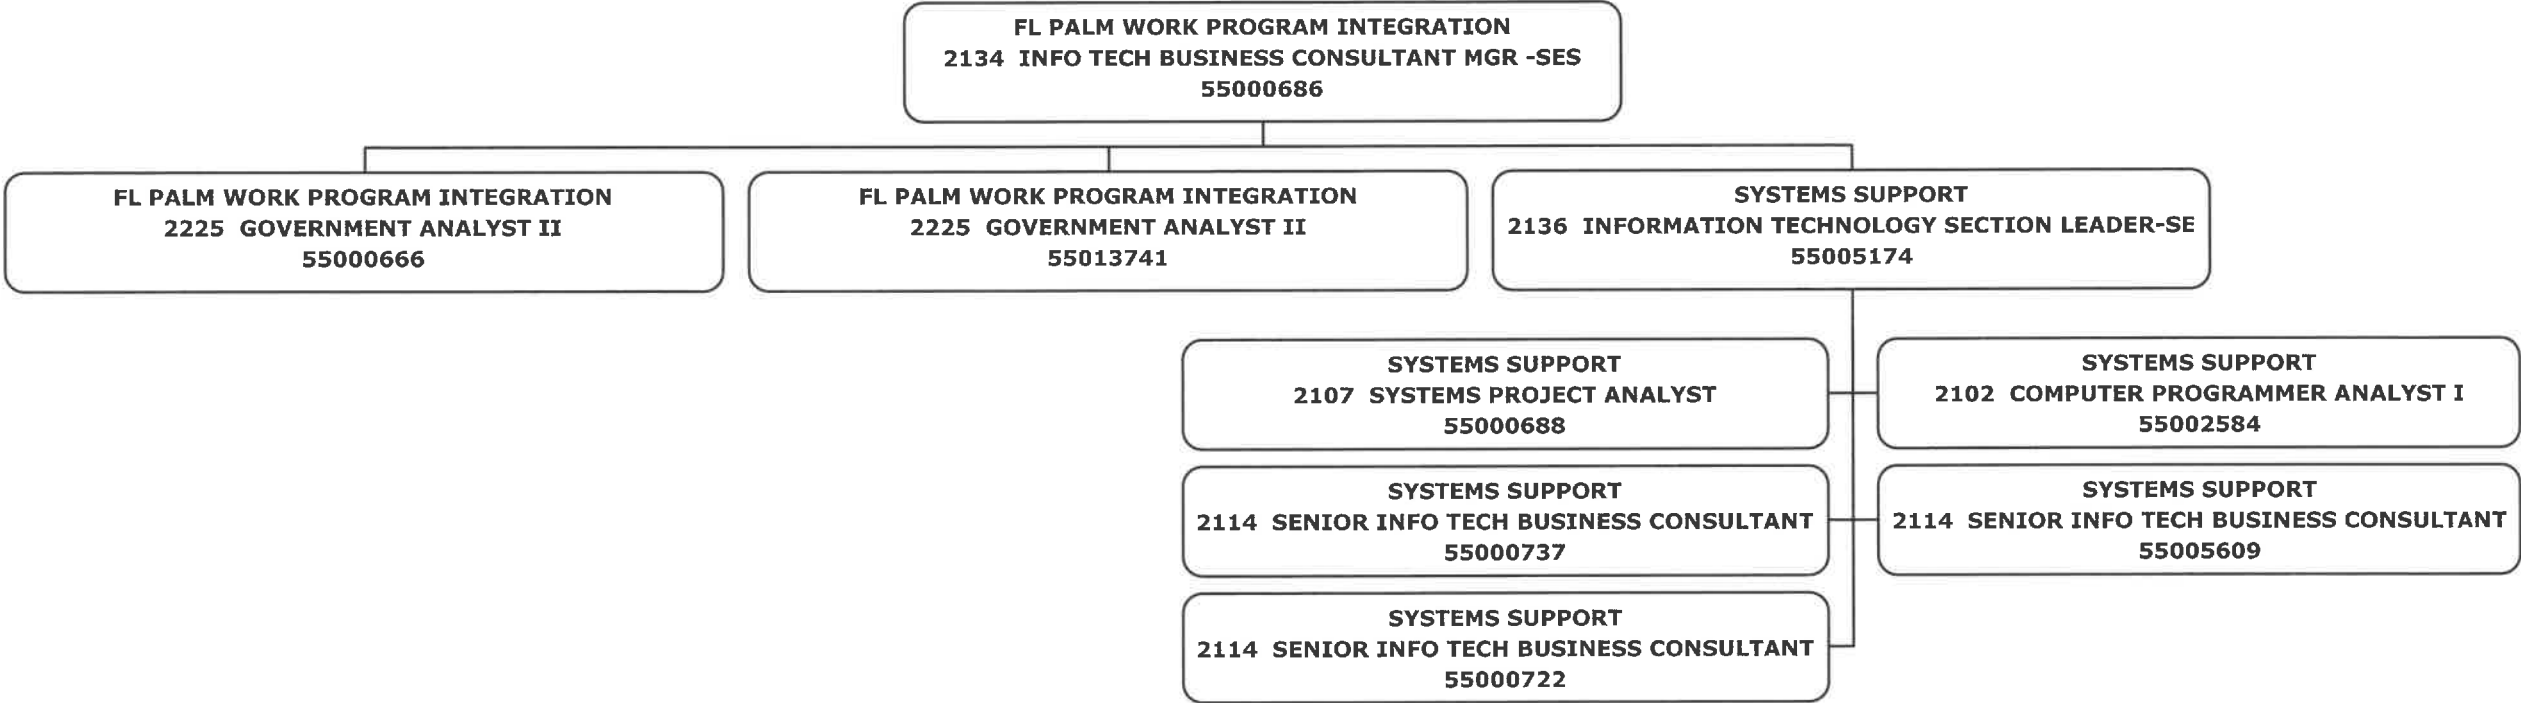 FL PALM WORK PROGRAM INTEGRATION
2134 INFO TECH BUSINESS CONSULTANT MGR -SES
55000686
FL PALM WORK PROGRAM INTEGRATION
2225 GOVERNMENT ANALYST II
55000666
FL PALM WORK PROGRAM INTEGRATION
2225 GOVERNMENT ANALYST II
55013741
SYSTEMS SUPPORT
2136 INFORMATION TECHNOLOGY SECTION LEADER-SE
55005174
SYSTEMS SUPPORT
2107 SYSTEMS PROJECT ANALYST
55000688
SYSTEMS SUPPORT
2102 COMPUTER PROGRAMMER ANALYST I
55002584
SYSTEMS SUPPORT
2114 SENIOR INFO TECH BUSINESS CONSULTANT
55000737
SYSTEMS SUPPORT
2114 SENIOR INFO TECH BUSINESS CONSULTANT
55005609
SYSTEMS SUPPORT
2114 SENIOR INFO TECH BUSINESS CONSULTANT
55000722